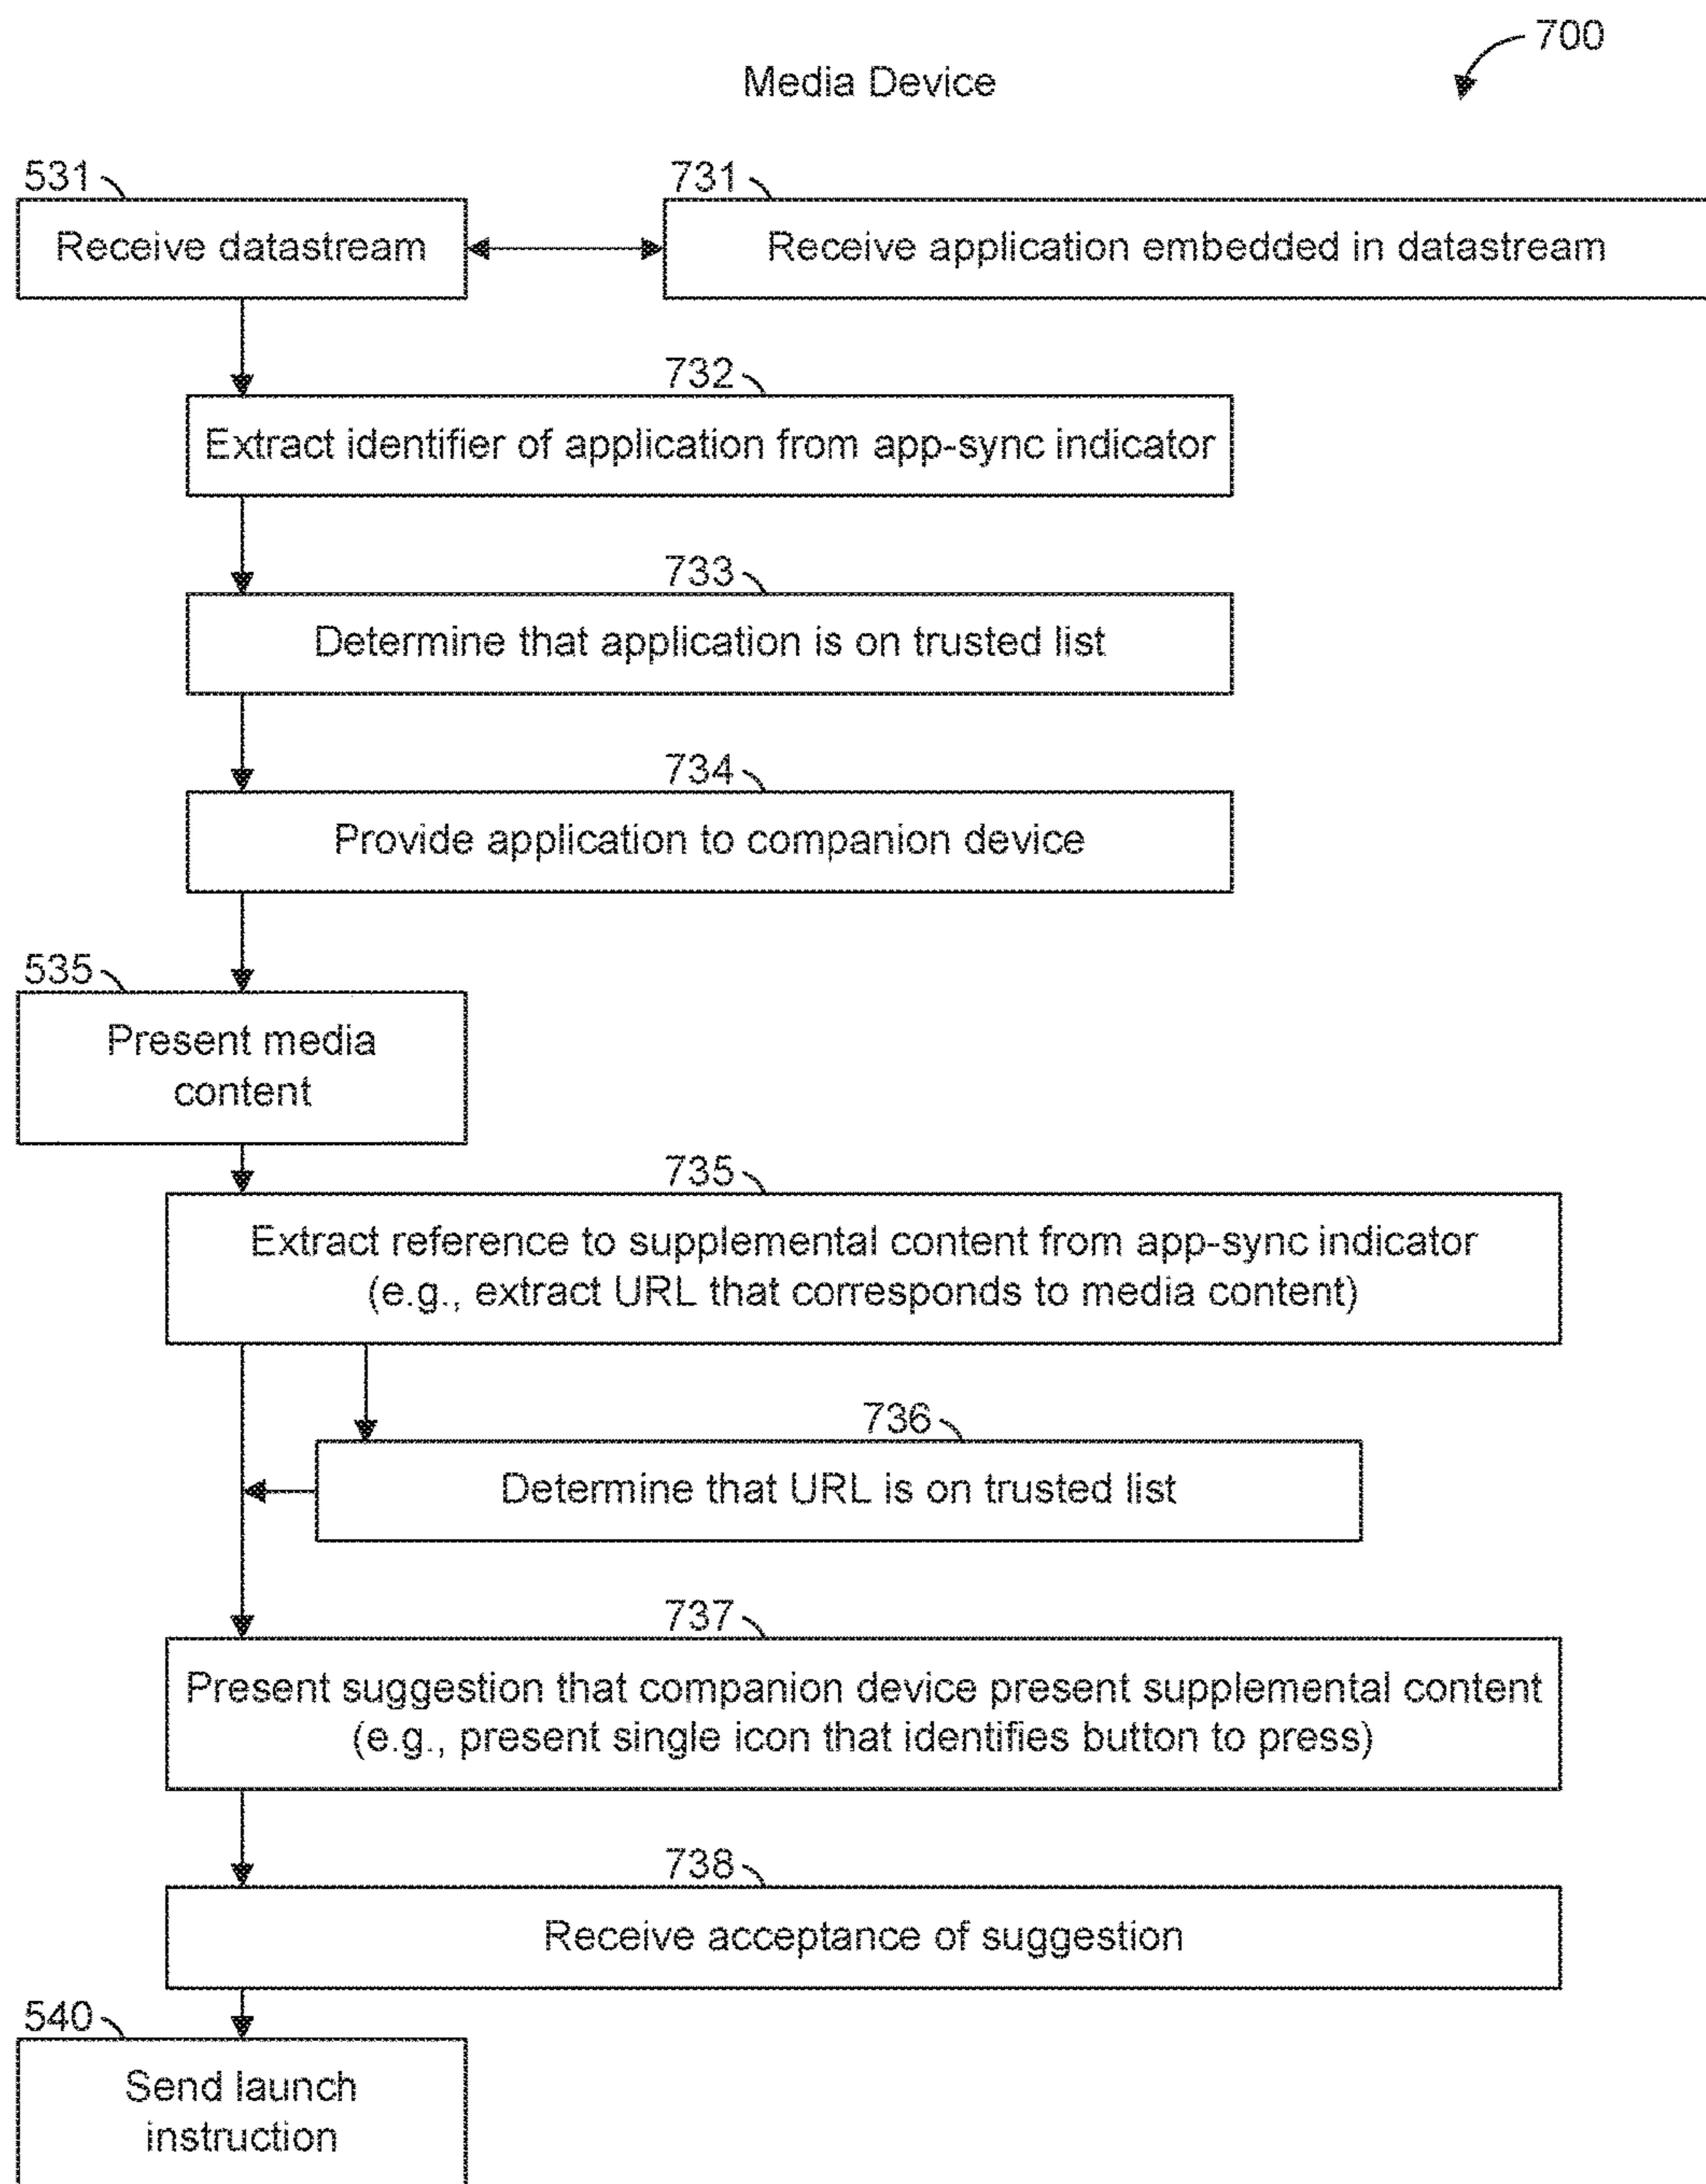 700
Media Device
531
731
Receive datastream
Receive application embedded in datastream
732
Extract identifier of application from app-sync indicator
733
Determine that application is on trusted list
734
Provide application to companion device
535
Present media
content
735
Extract reference to supplemental content from app-sync indicator
(e.g., extract URL that corresponds to media content)
736
Determine that URL is on trusted list
737
Present suggestion that companion device present supplemental content
(e.g., present single icon that identifies button to press)
738
Receive acceptance of suggestion
540
Send launch
instruction